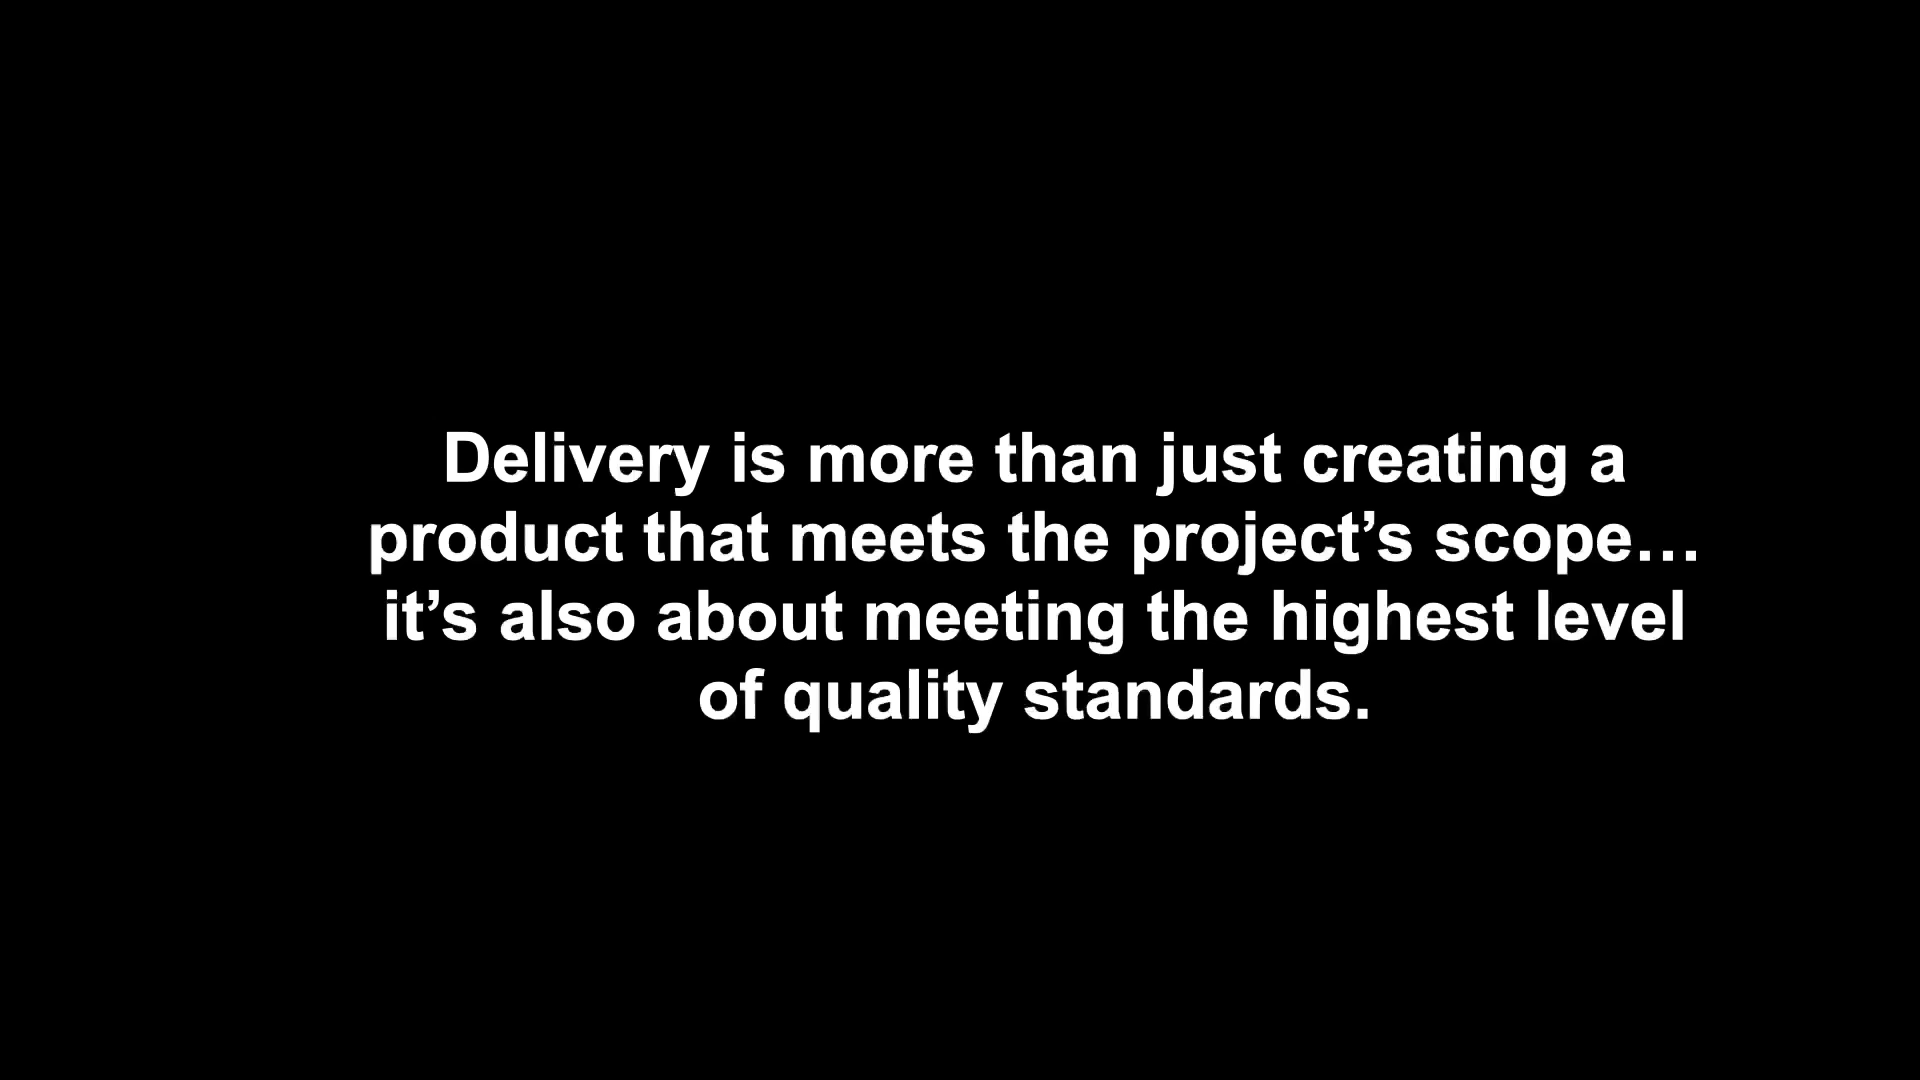 Delivery is more than just creating a
product that meets the project’s scope…
it’s also about meeting the highest level
of quality standards.